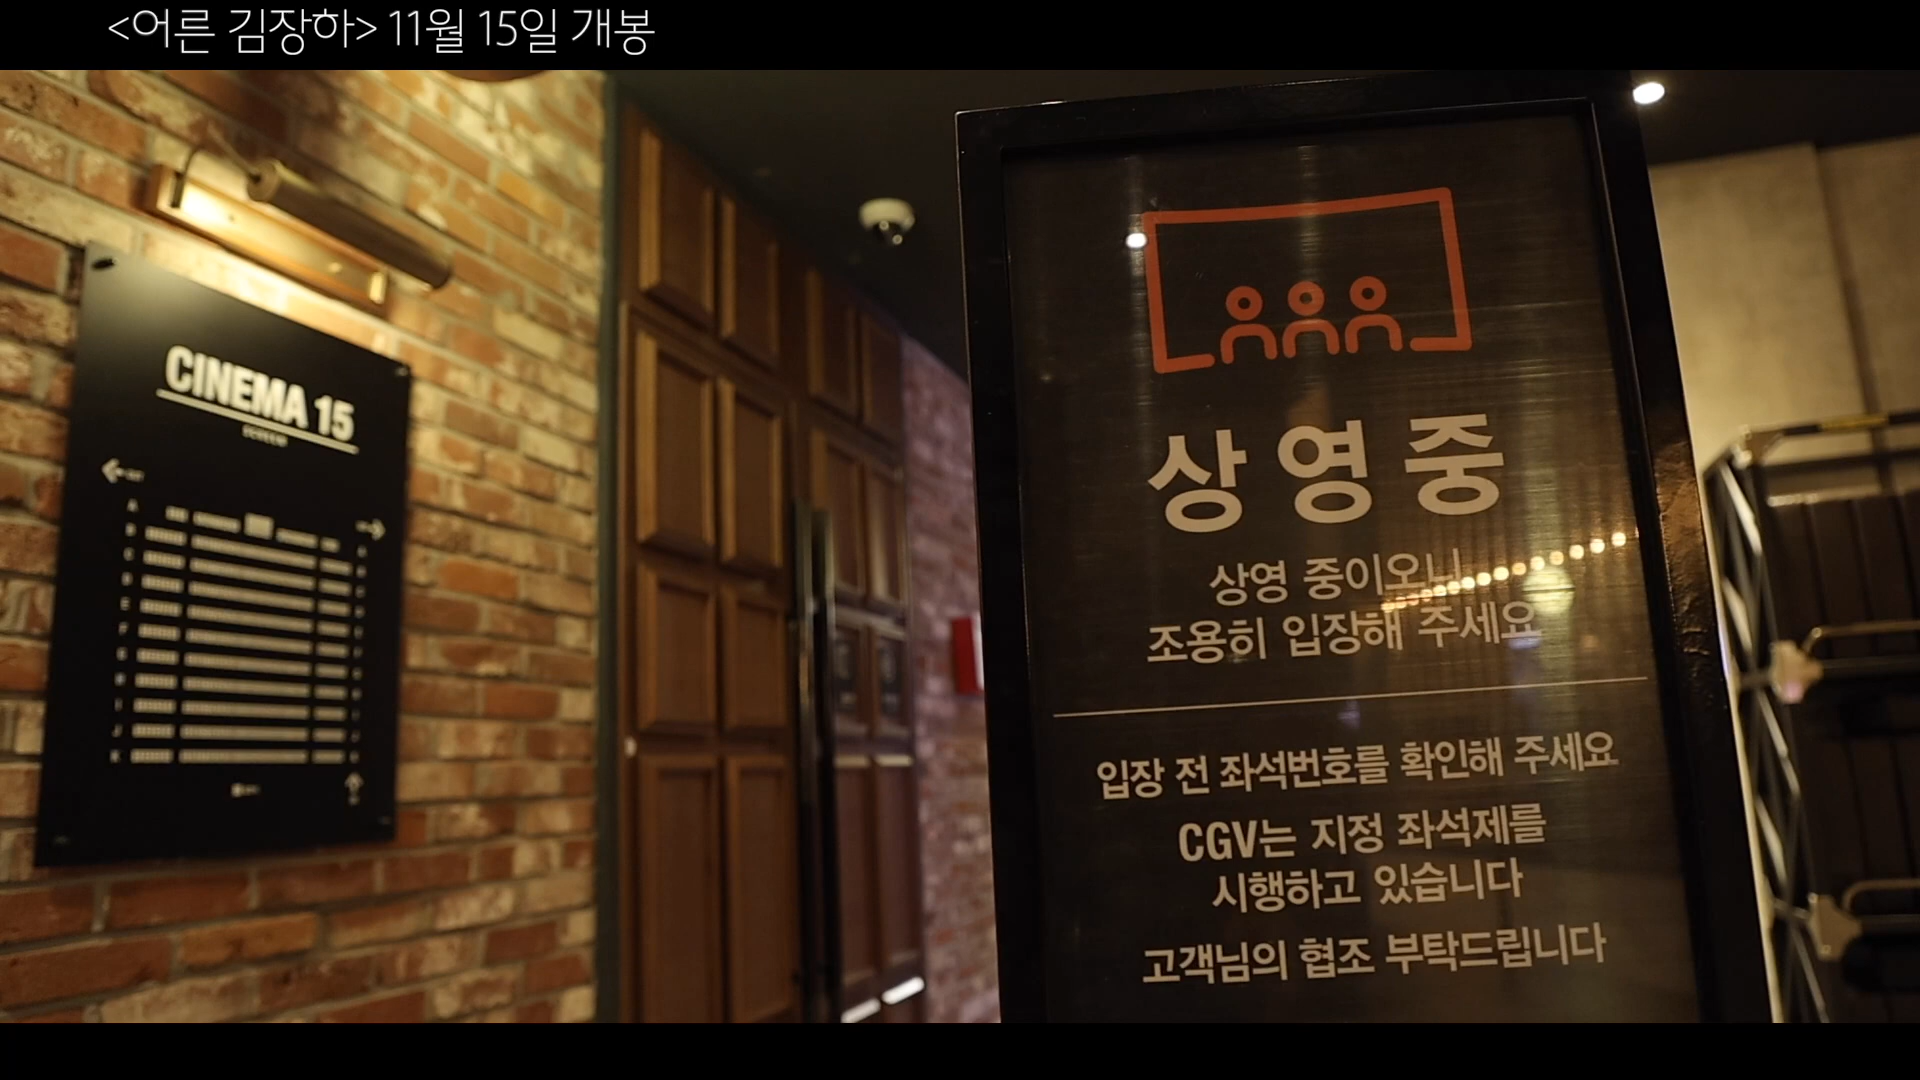 <어른 김장하> 11월 15일 개봉
CINEMA 15
A
B
C
D
E
F
G
H
I
J
K
상영중
상영 중이오니
조용히 입장해 주세요
입장 전 좌석번호를 확인해 주세요
CGV는 지정 좌석제를
시행하고 있습니다
고객님의 협조 부탁드립니다